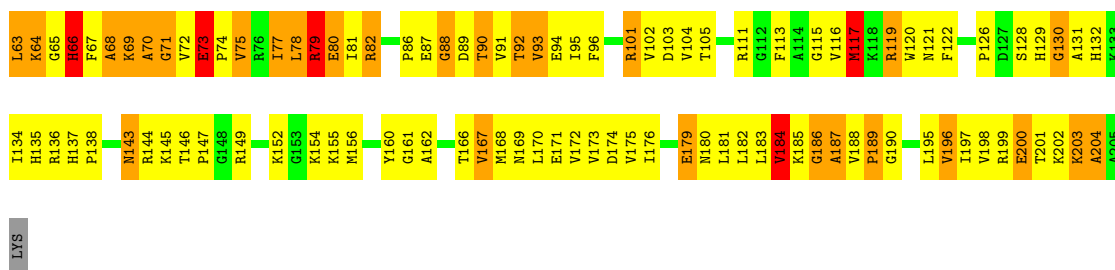 L63 K64 G65 H66 F67 A68 K69 A70 G71 V72 E73 P74 V75 R76 I77 L78 R79 E80 I81 R82 P86 E87 G88 D89 T90 V91 T92 V93 E94 I95 F96 R101 V102 D103 V104 T105 R111 G112 F113 A114 G115 V116 M117 K118 R119 W120 N121 F122 P126 D127 S128 H129 G130 A131 H132 K133
I134 H135 R136 H137 P138 N143 R144 K145 T146 P147 G148 R149 K152 G153 K154 K155 M156 Y160 G161 A162 T166 V167 M168 N169 L170 E171 V172 V173 D174 V175 I176 E179 N180 L181 L182 L183 V184 K185 G186 A187 V188 P189 G190 L195 V196 I197 V198 R199 E200 T201 K202 K203 A204 A205
LYS